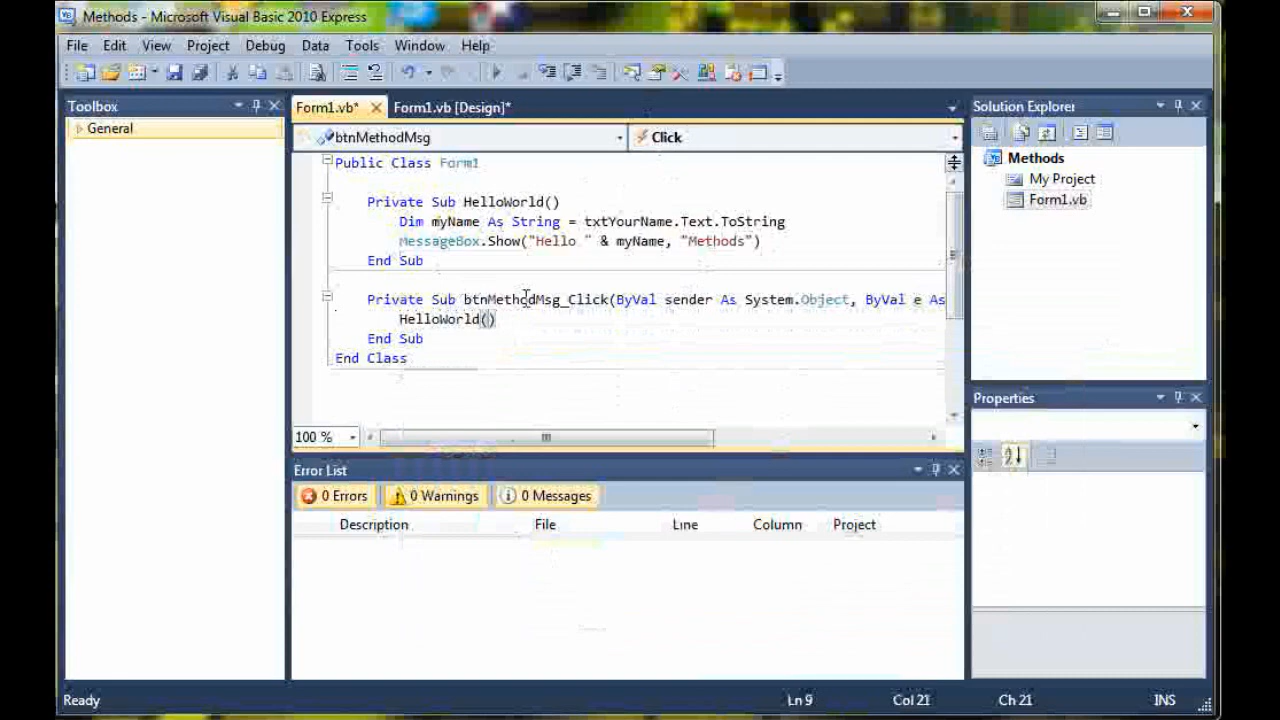 Methods - Microsoft Visual Basic 2010 Express
File Edit View Project Debug Data Tools Window Help
Toolbox
General
Form1.vb*
Form1.vb [Design]*
btnMethodMsg
Click
Public Class Form1
Private Sub HelloWorld()
Dim myName As String = txtYourName.Text.ToString
MessageBox.Show("Hello " & myName, "Methods")
End Sub
Private Sub btnMethodMsg_Click(ByVal sender As System.Object, ByVal e As
HelloWorld()
End Sub
End Class
100 %
Solution Explorer
Methods
My Project
Form1.vb
Properties
Error List
0 Errors
0 Warnings
0 Messages
Description File Line Column Project
Ready Ln 9 Col 21 Ch 21 INS